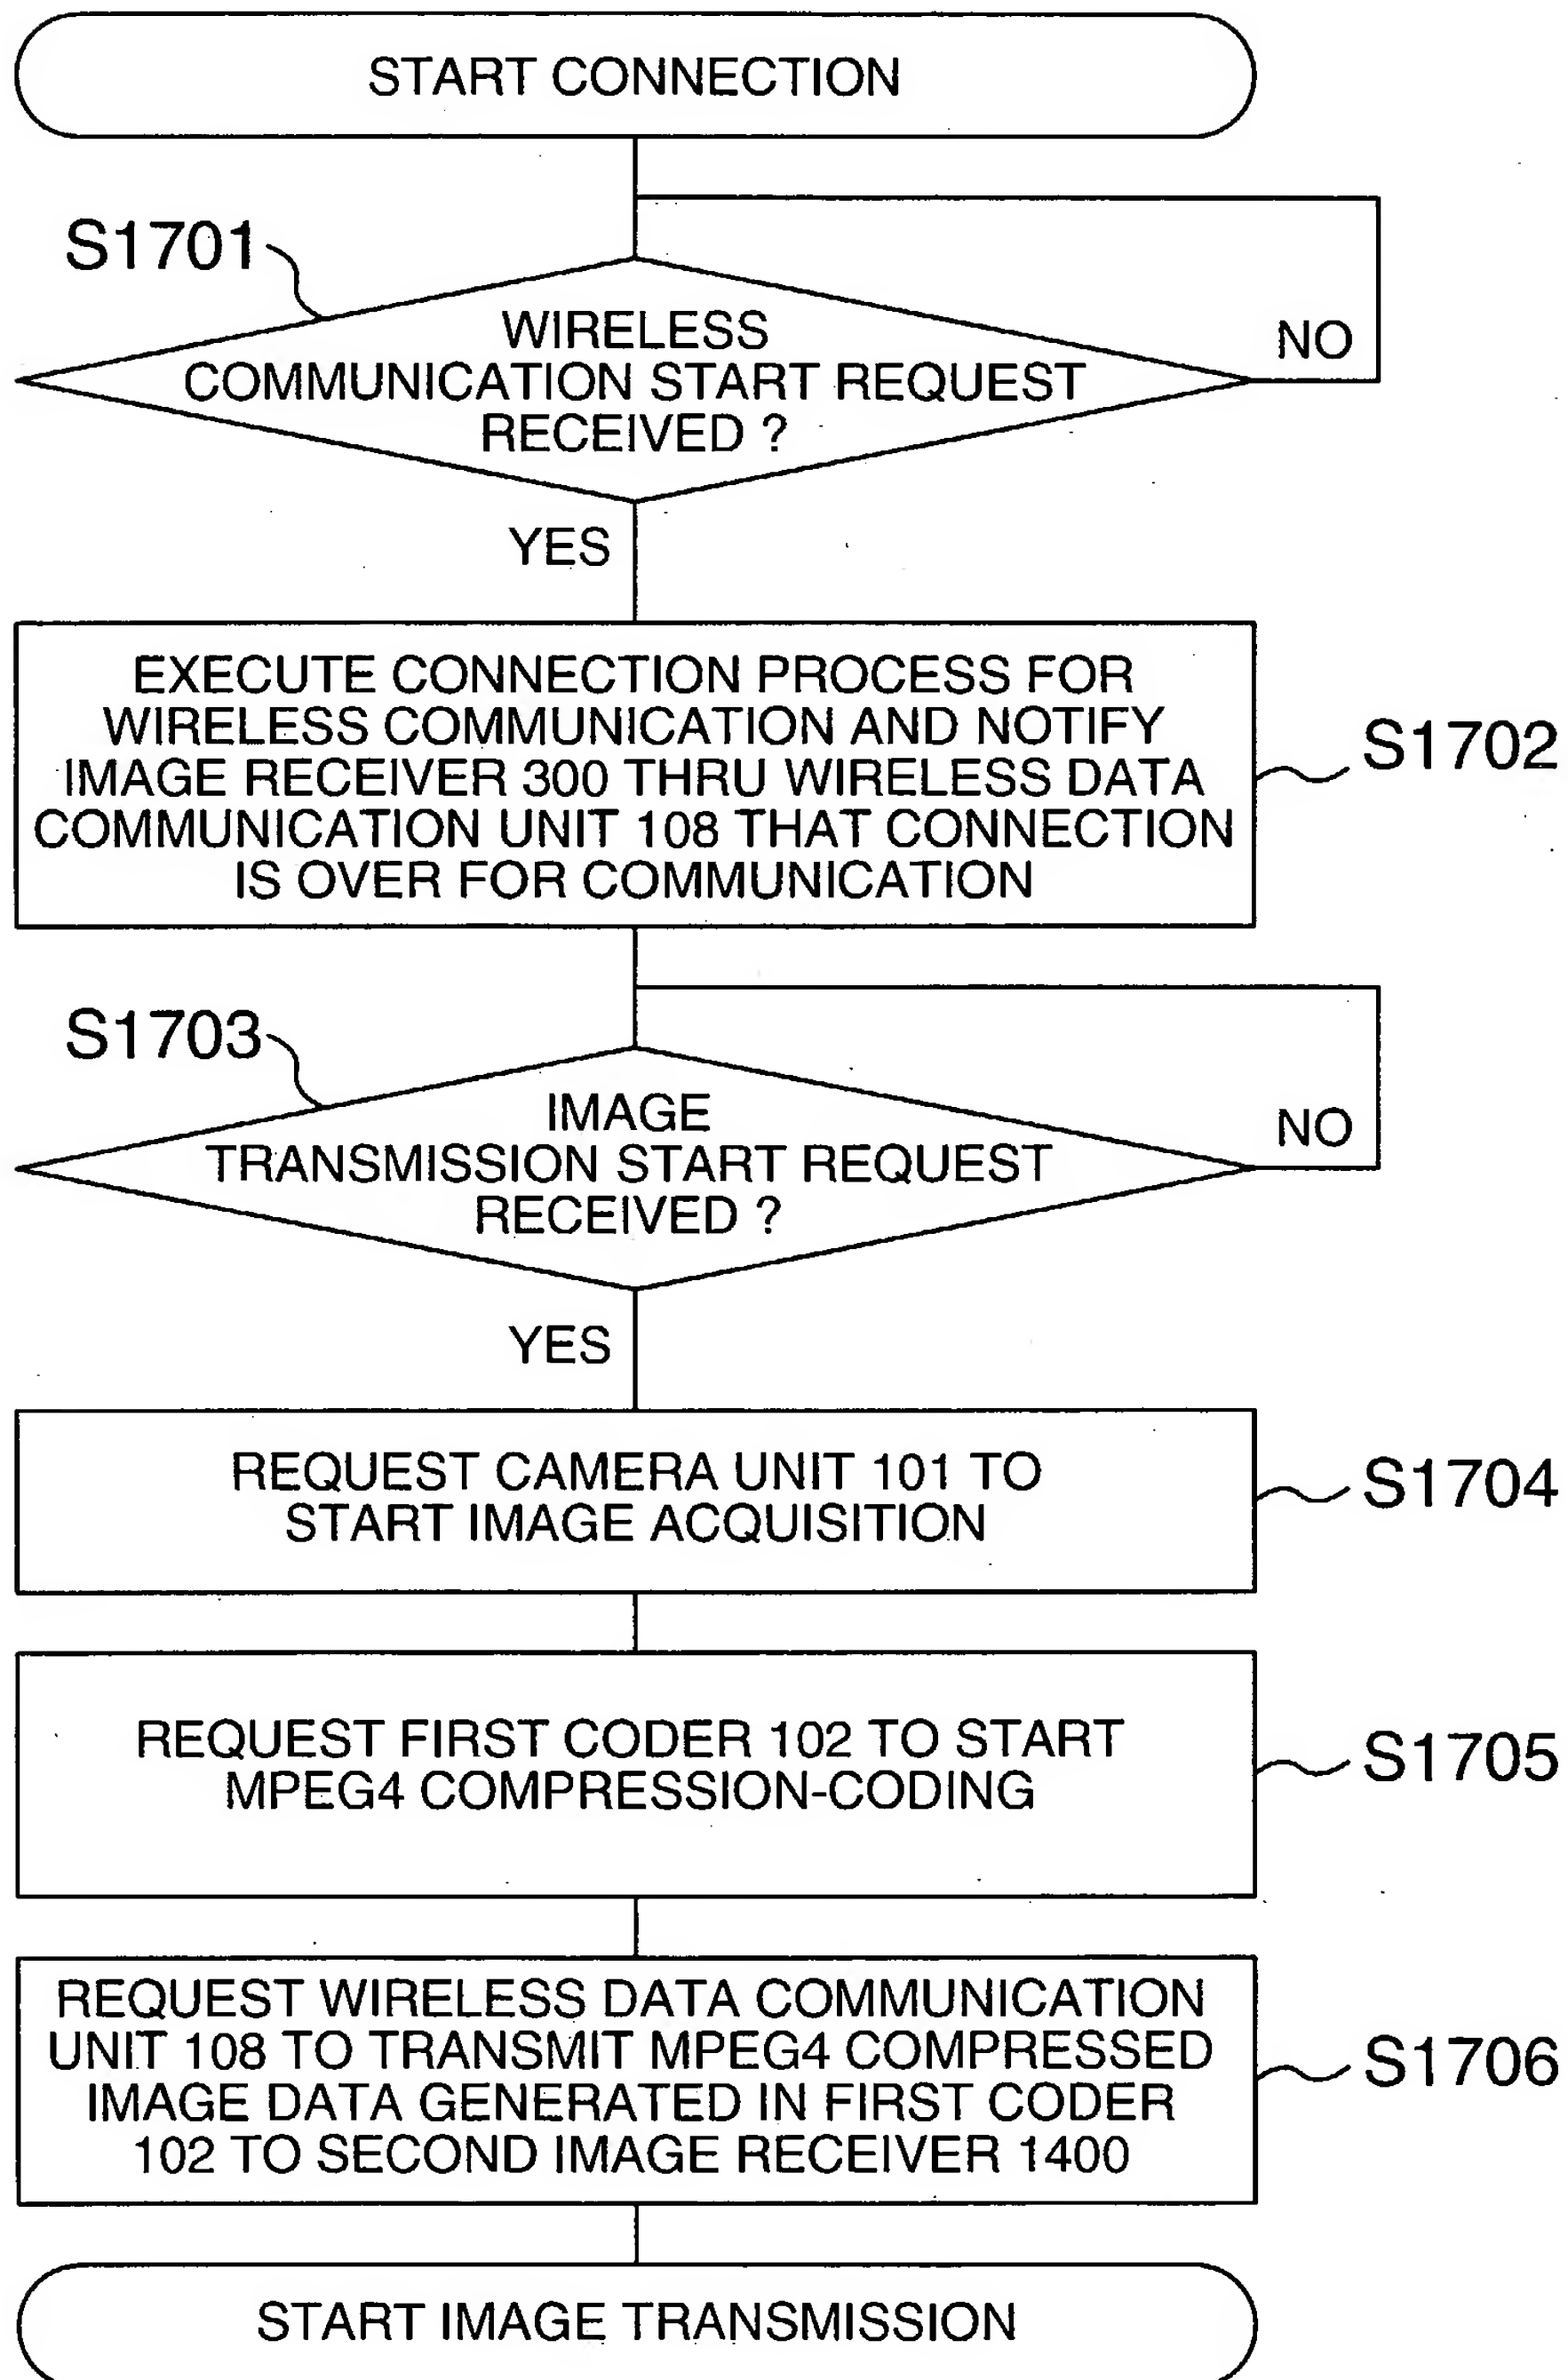 START CONNECTION
S1701
WIRELESS
COMMUNICATION START REQUEST
RECEIVED ?
NO
YES
EXECUTE CONNECTION PROCESS FOR
WIRELESS COMMUNICATION AND NOTIFY
IMAGE RECEIVER 300 THRU WIRELESS DATA
COMMUNICATION UNIT 108 THAT CONNECTION
IS OVER FOR COMMUNICATION
S1702
S1703
IMAGE
TRANSMISSION START REQUEST
RECEIVED ?
NO
YES
REQUEST CAMERA UNIT 101 TO
START IMAGE ACQUISITION
S1704
REQUEST FIRST CODER 102 TO START
MPEG4 COMPRESSION-CODING
S1705
REQUEST WIRELESS DATA COMMUNICATION
UNIT 108 TO TRANSMIT MPEG4 COMPRESSED
IMAGE DATA GENERATED IN FIRST CODER
102 TO SECOND IMAGE RECEIVER 1400
S1706
START IMAGE TRANSMISSION